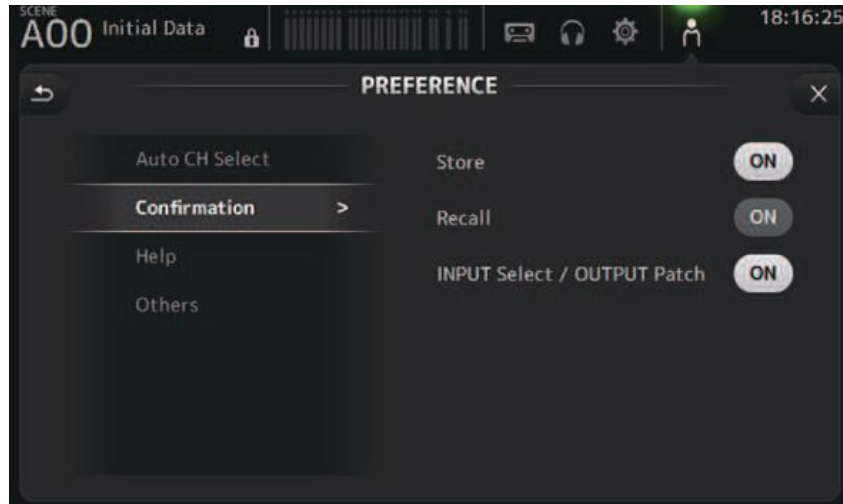 SCENE
A00 Initial Data
18:16:25
PREFERENCE
Auto CH Select
Store ON
Confirmation >
Recall ON
Help
INPUT Select / OUTPUT Patch ON
Others